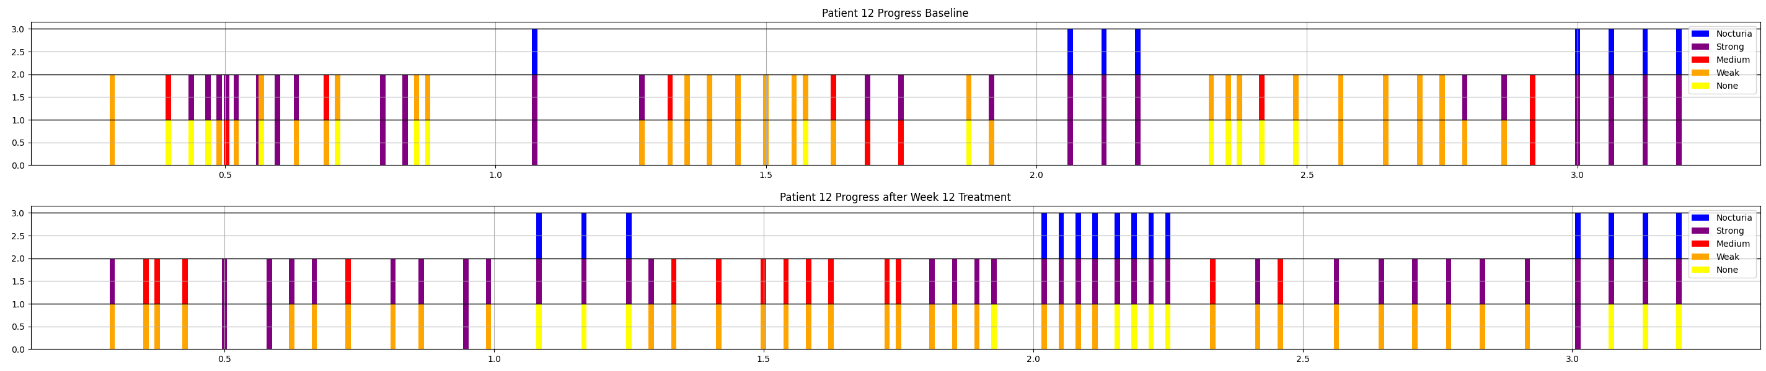 Patient 12 Progress Baseline
3.0
2.5
2.0
1.5
1.0
0.5
0.0
Nocturia
Strong
Medium
Weak
None
0.5 1.0 1.5 2.0 2.5 3.0
Patient 12 Progress after Week 12 Treatment
3.0
2.5
2.0
1.5
1.0
0.5
0.0
Nocturia
Strong
Medium
Weak
None
0.5 1.0 1.5 2.0 2.5 3.0